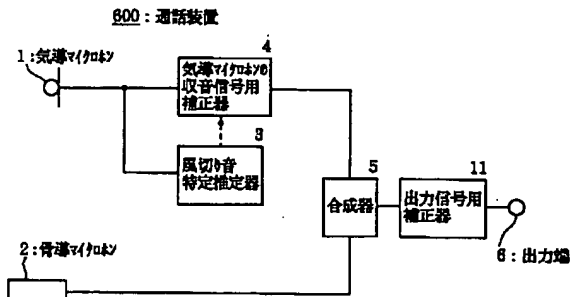 600：通話装置
1：気導マイクロホン
4
気導マイクロホンの
収音信号用
補正器
3
風切り音
特定推定器
5
合成器
11
出力信号用
補正器
6：出力端
2：骨導マイクロホン